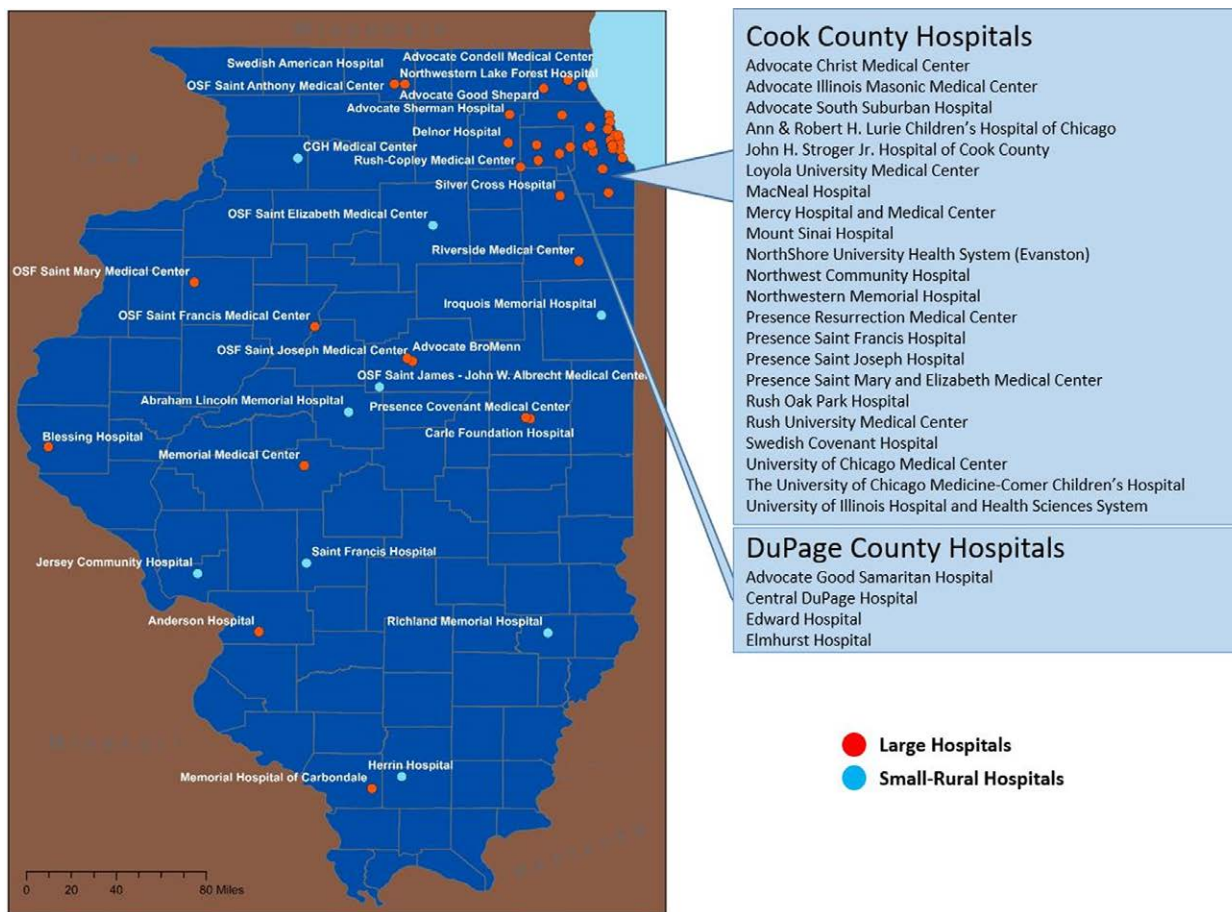 Swedish American Hospital
Advocate Condell Medical Center
Northwestern Lake Forest Hospital
OSF Saint Anthony Medical Center
Advocate Good Shepard
Advocate Sherman Hospital
Delnor Hospital
CGH Medical Center
Rush-Copley Medical Center
Silver Cross Hospital
OSF Saint Elizabeth Medical Center
Riverside Medical Center
OSF Saint Mary Medical Center
Iroquois Memorial Hospital
OSF Saint Francis Medical Center
OSF Saint Joseph Medical Center
Advocate BroMenn
OSF Saint James - John W. Albrecht Medical Center
Abraham Lincoln Memorial Hospital
Presence Covenant Medical Center
Blessing Hospital
Carle Foundation Hospital
Memorial Medical Center
Saint Francis Hospital
Jersey Community Hospital
Anderson Hospital
Richland Memorial Hospital
Herrin Hospital
Memorial Hospital of Carbondale
0 20 40 80 Miles
Cook County Hospitals
Advocate Christ Medical Center
Advocate Illinois Masonic Medical Center
Advocate South Suburban Hospital
Ann & Robert H. Lurie Children's Hospital of Chicago
John H. Stroger Jr. Hospital of Cook County
Loyola University Medical Center
MacNeal Hospital
Mercy Hospital and Medical Center
Mount Sinai Hospital
NorthShore University Health System (Evanston)
Northwest Community Hospital
Northwestern Memorial Hospital
Presence Resurrection Medical Center
Presence Saint Francis Hospital
Presence Saint Joseph Hospital
Presence Saint Mary and Elizabeth Medical Center
Rush Oak Park Hospital
Rush University Medical Center
Swedish Covenant Hospital
University of Chicago Medical Center
The University of Chicago Medicine-Comer Children's Hospital
University of Illinois Hospital and Health Sciences System
DuPage County Hospitals
Advocate Good Samaritan Hospital
Central DuPage Hospital
Edward Hospital
Elmhurst Hospital
Large Hospitals
Small-Rural Hospitals